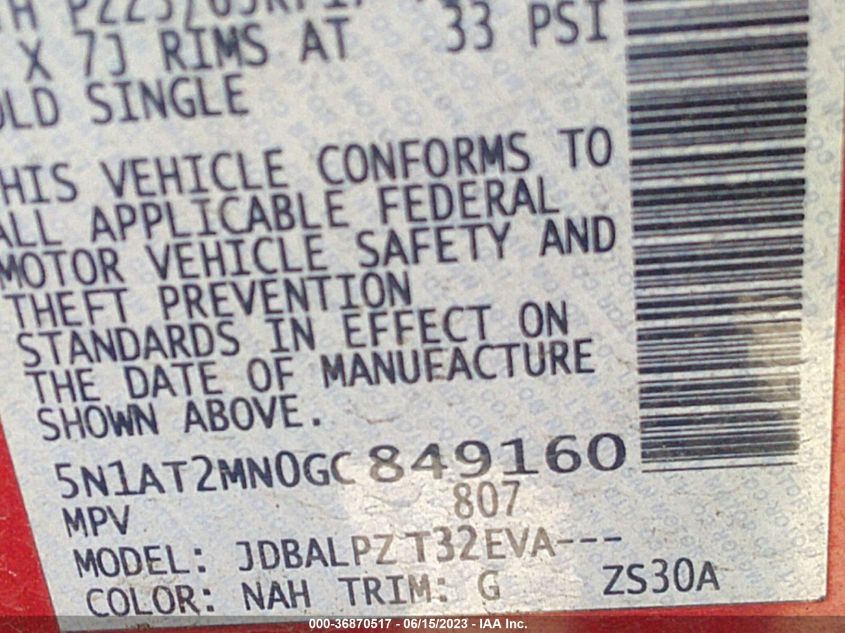 X 7J RIMS AT 33 PSI
OLD SINGLE
THIS VEHICLE CONFORMS TO
ALL APPLICABLE FEDERAL
MOTOR VEHICLE SAFETY AND
THEFT PREVENTION
STANDARDS IN EFFECT ON
THE DATE OF MANUFACTURE
SHOWN ABOVE.
5N1AT2MN0GC849160
807
MPV
MODEL: JDBALPZ T32EVA---
COLOR: NAH TRIM: G ZS30A
000-36870517 - 06/15/2023 - IAA Inc.